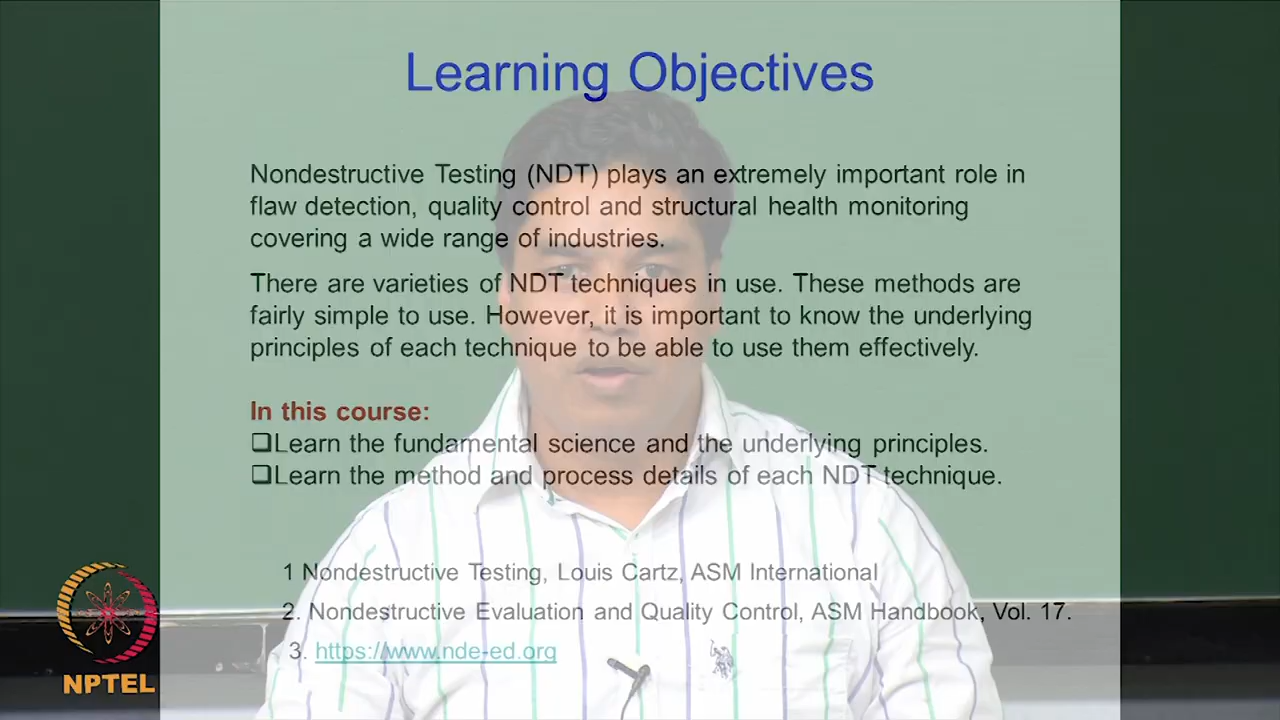 Learning Objectives
Nondestructive Testing (NDT) plays an extremely important role in
flaw detection, quality control and structural health monitoring
covering a wide range of industries.
There are varieties of NDT techniques in use. These methods are
fairly simple to use. However, it is important to know the underlying
principles of each technique to be able to use them effectively.
In this course:
❑Learn the fundamental science and the underlying principles.
❑Learn the method and process details of each NDT technique.
1 Nondestructive Testing, Louis Cartz, ASM International
2. Nondestructive Evaluation and Quality Control, ASM Handbook, Vol. 17.
3. https://www.nde-ed.org
NPTEL